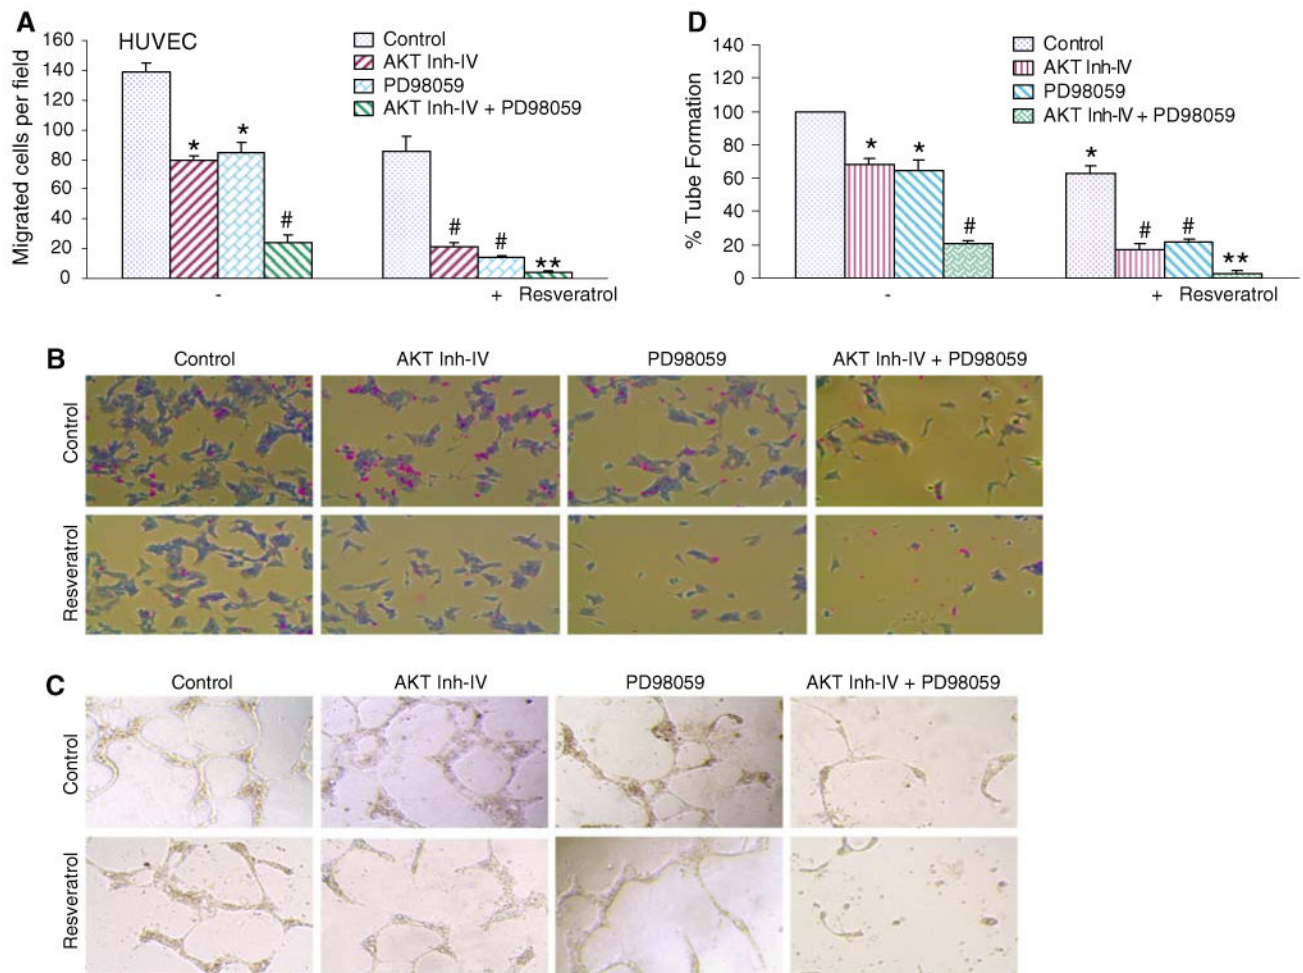 A
Migrated cells per field
160
140
120
100
80
60
40
20
0
HUVEC
Control
AKT Inh-IV
PD98059
AKT Inh-IV + PD98059
*
*
#
#
#
**
-
+ Resveratrol
D
% Tube Formation
140
120
100
80
60
40
20
0
Control
AKT Inh-IV
PD98059
AKT Inh-IV + PD98059
*
*
#
*
#
#
**
-
+ Resveratrol
B
Control
AKT Inh-IV
PD98059
AKT Inh-IV + PD98059
Control
Resveratrol
C
Control
AKT Inh-IV
PD98059
AKT Inh-IV + PD98059
Control
Resveratrol